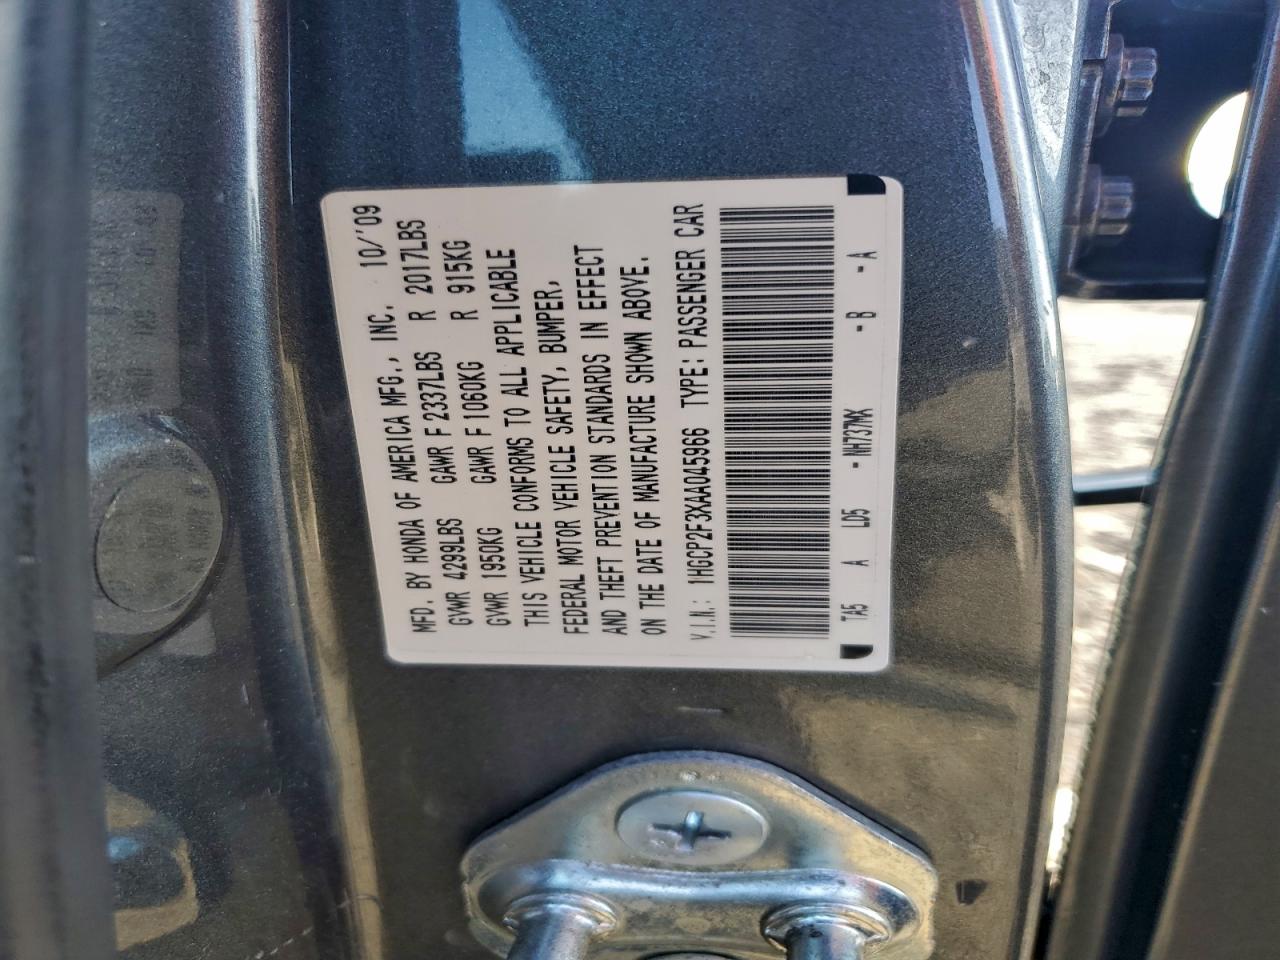 MFD. BY HONDA OF AMERICA MFG., INC. 10/'09
GVWR 4299LBS GAWR F 2337LBS R 2017LBS
GVWR 1950KG GAWR F 1060KG R 915KG
THIS VEHICLE CONFORMS TO ALL APPLICABLE
FEDERAL MOTOR VEHICLE SAFETY, BUMPER,
AND THEFT PREVENTION STANDARDS IN EFFECT
ON THE DATE OF MANUFACTURE SHOWN ABOVE.
V.I.N.: 1HGCP2F3XAA045966 TYPE: PASSENGER CAR
TA5 A LD5 -NH737MX -B -A